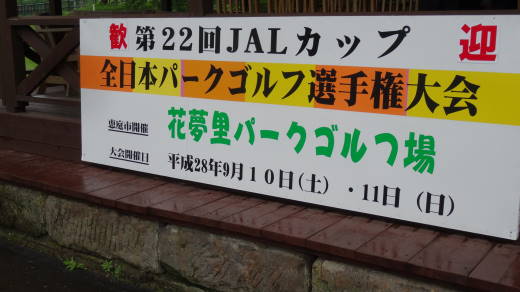 歓 第22回JALカップ 迎
全日本パークゴルフ選手権大会
恵庭市開催 花夢里パークゴルフ場
大会開催日 平成28年9月10日(土)・11日(日)